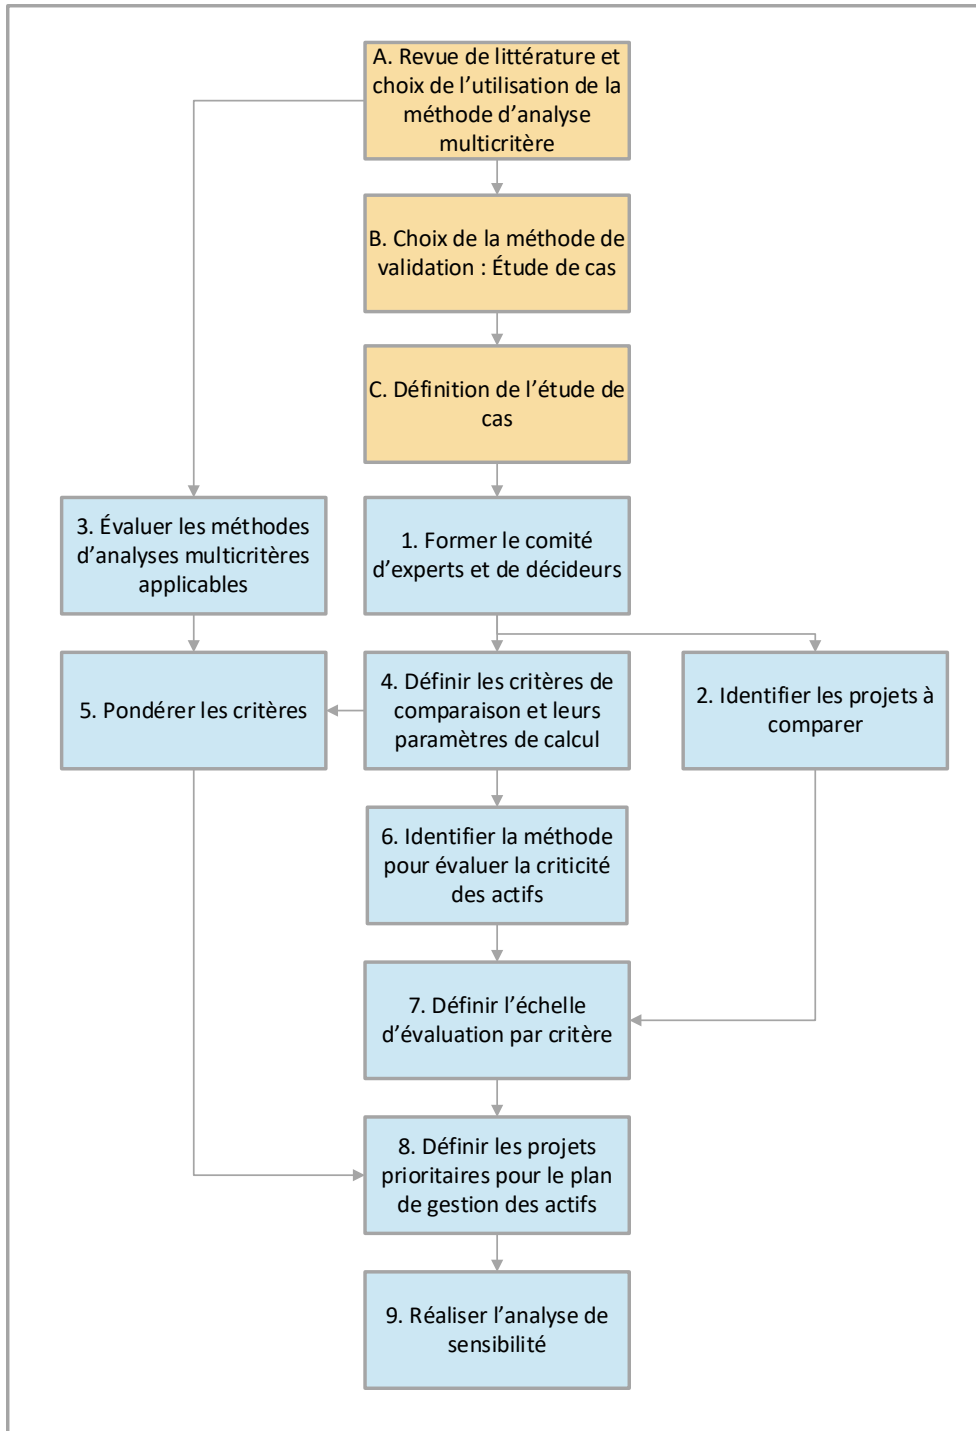 A. Revue de littérature et
choix de l'utilisation de la
méthode d'analyse
multicritère
B. Choix de la méthode de
validation : Étude de cas
C. Définition de l'étude de
cas
3. Évaluer les méthodes
d'analyses multicritères
applicables
1. Former le comité
d'experts et de décideurs
5. Pondérer les critères
4. Définir les critères de
comparaison et leurs
paramètres de calcul
2. Identifier les projets à
comparer
6. Identifier la méthode
pour évaluer la criticité
des actifs
7. Définir l'échelle
d'évaluation par critère
8. Définir les projets
prioritaires pour le plan
de gestion des actifs
9. Réaliser l'analyse de
sensibilité